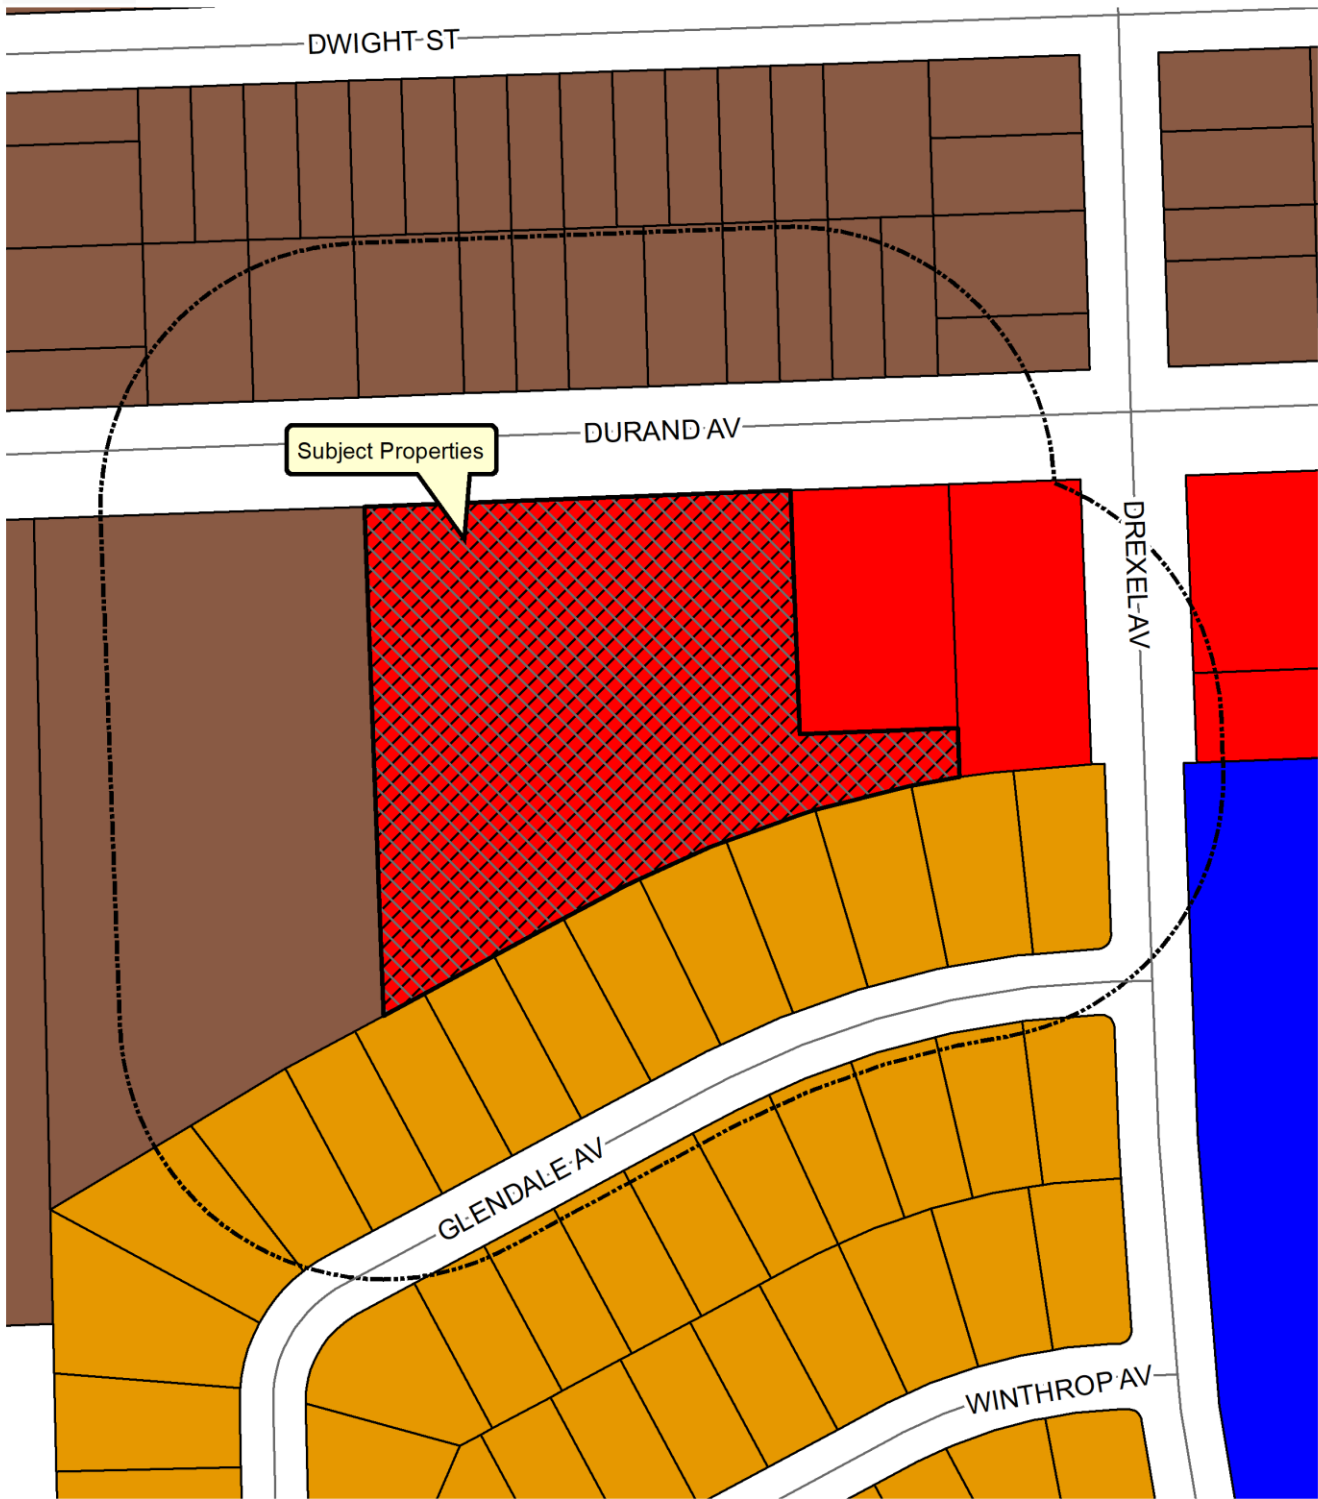 DWIGHT ST
DURAND AV
Subject Properties
DREXEL AV
GLENDALE AV
WINTHROP AV